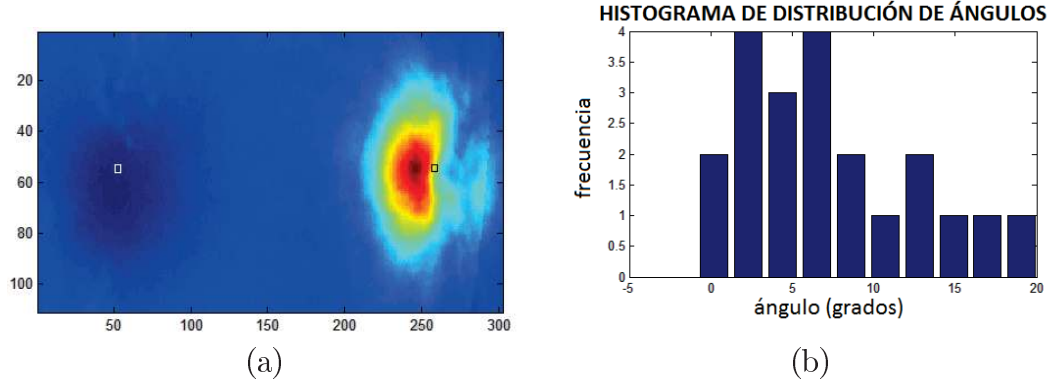 20
40
60
80
100
50 100 150 200 250 300
(a)
HISTOGRAMA DE DISTRIBUCIÓN DE ÁNGULOS
frecuencia
4
3.5
3
2.5
2
1.5
1
0.5
0
-5 0 5 10 15 20
ángulo (grados)
(b)